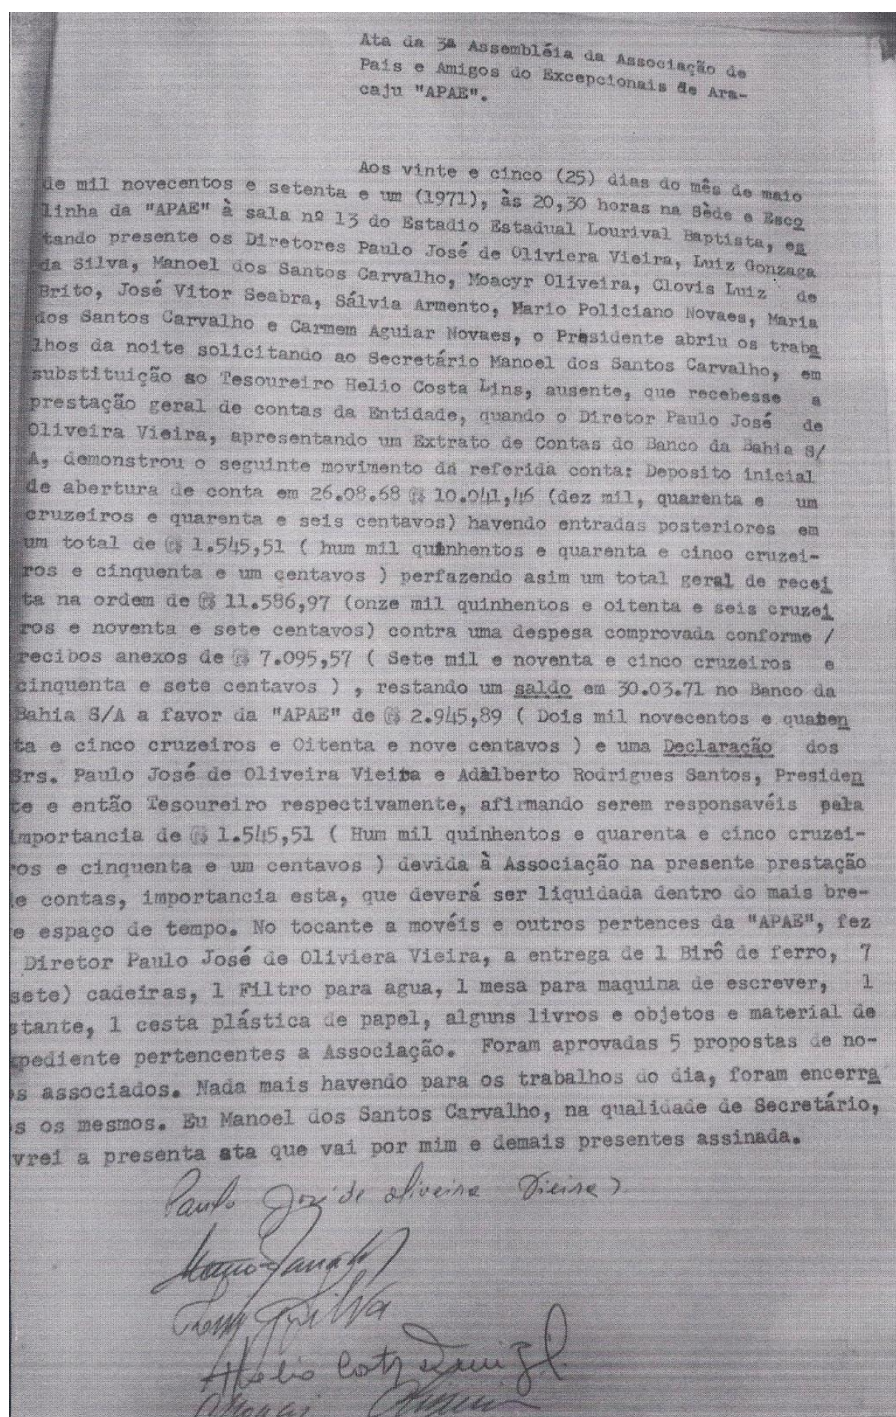 Ata da 3ª Assembléia da Associação de
Pais e Amigos do Excepcionais de Ara-
caju "APAE".
Aos vinte e cinco (25) dias do mês de maio
de mil novecentos e setenta e um (1971), às 20,30 horas na Sède e Esco
linha da "APAE" à sala nº 13 do Estadio Estadual Lourival Baptista, es
tando presente os Diretores Paulo José de Oliviera Vieira, Luiz Gonzaga
da Silva, Manoel dos Santos Carvalho, Moacyr Oliveira, Clovis Luiz de
Brito, José Vitor Seabra, Sálvia Armento, Mario Policiano Novaes, Maria
dos Santos Carvalho e Carmem Aguiar Novaes, o Presidente abriu os traba
lhos da noite solicitando ao Secretário Manoel dos Santos Carvalho, em
substituição ao Tesoureiro Helio Costa Lins, ausente, que recebesse a
prestação geral de contas da Entidade, quando o Diretor Paulo José de
Oliveira Vieira, apresentando um Extrato de Contas do Banco da Bahia S/
A, demonstrou o seguinte movimento da referida conta: Deposito inicial
de abertura de conta em 26.08.68 ₢$ 10.041,46 (dez mil, quarenta e um
cruzeiros e quarenta e seis centavos) havendo entradas posteriores em
um total de ₢$ 1.545,51 ( hum mil quinhentos e quarenta e cinco cruzei-
ros e cinquenta e um centavos ) perfazendo asim um total geral de recei
ta na ordem de ₢$ 11.586,97 (onze mil quinhentos e oitenta e seis cruzei
ros e noventa e sete centavos) contra uma despesa comprovada conforme /
recibos anexos de ₢$ 7.095,57 ( Sete mil e noventa e cinco cruzeiros e
cinquenta e sete centavos ) , restando um saldo em 30.03.71 no Banco da
Bahia S/A a favor da "APAE" de ₢$ 2.945,89 ( Dois mil novecentos e quaren
ta e cinco cruzeiros e Oitenta e nove centavos ) e uma Declaração dos
Srs. Paulo José de Oliveira Vieira e Adalberto Rodrigues Santos, Presiden
te e então Tesoureiro respectivamente, afirmando serem responsavéis pela
importancia de ₢$ 1.545,51 ( Hum mil quinhentos e quarenta e cinco cruzei-
ros e cinquenta e um centavos ) devida à Associação na presente prestação
e contas, importancia esta, que deverá ser liquidada dentro do mais bre-
e espaço de tempo. No tocante a movéis e outros pertences da "APAE", fez
Diretor Paulo José de Oliviera Vieira, a entrega de 1 Birô de ferro, 7
sete) cadeiras, 1 Filtro para agua, 1 mesa para maquina de escrever, 1
stante, 1 cesta plástica de papel, alguns livros e objetos e material de
xpediente pertencentes a Associação. Foram aprovadas 5 propostas de no-
s associados. Nada mais havendo para os trabalhos do dia, foram encerra
s os mesmos. Eu Manoel dos Santos Carvalho, na qualidade de Secretário,
vrei a presenta ata que vai por mim e demais presentes assinada.
Paulo José de Oliveira Vieira